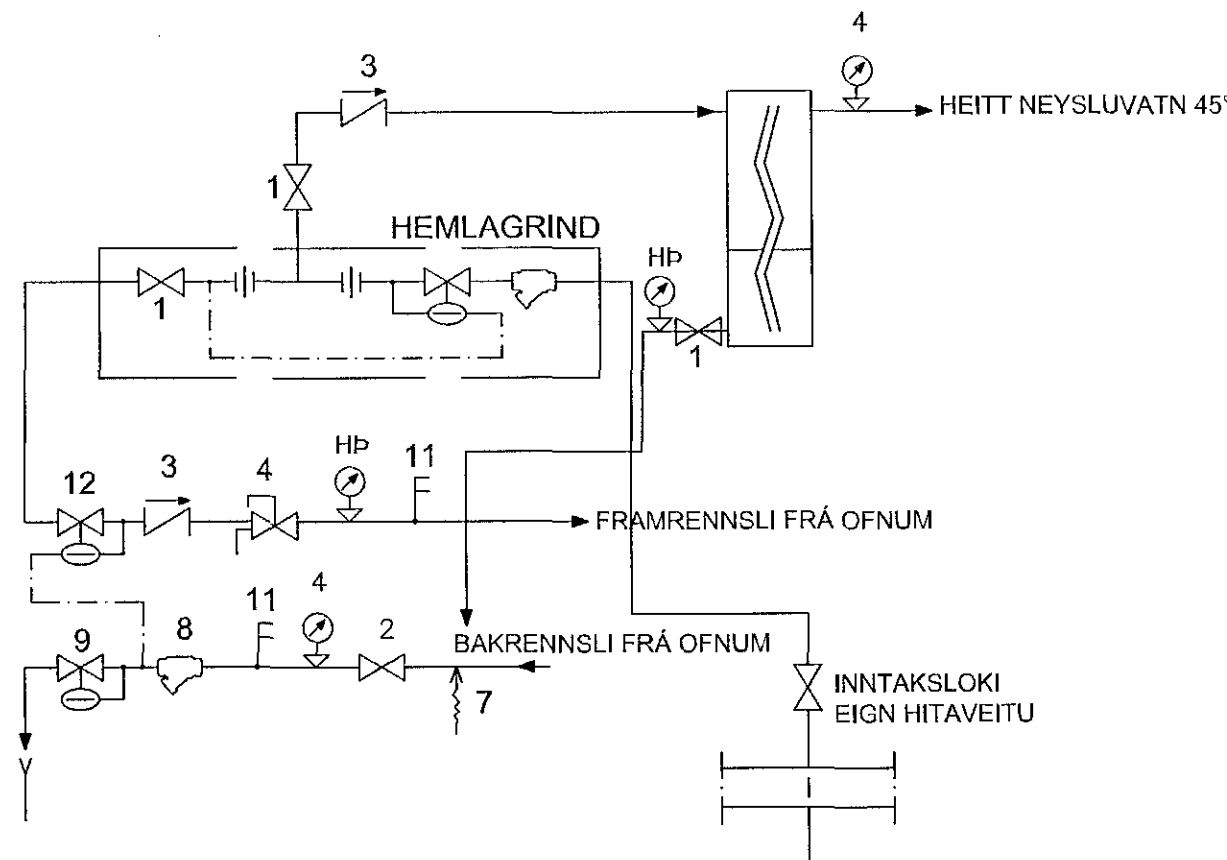 4
3
HEITT NEYSLUVATN 45°
1
HEMLAGRIND
HÞ
1
1
HÞ
11
3
4
12
FRAMRENNSLI FRÁ OFNUM
4
11
2
BAKRENNSLI FRÁ OFNUM
9
8
7
INNTAKSLOKI
EIGN HITAVEITU